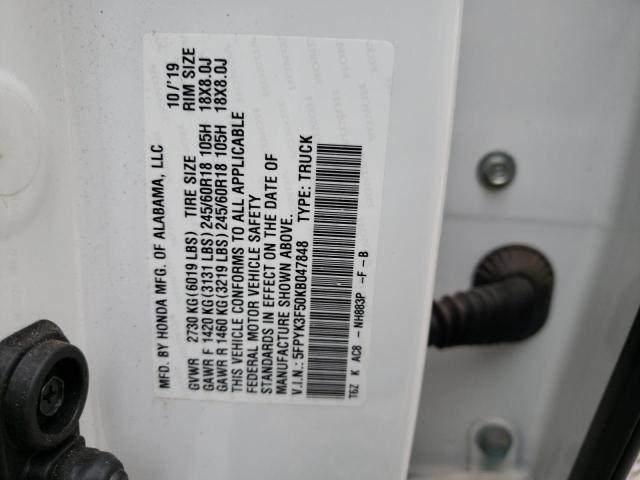 MFD. BY HONDA MFG. OF ALABAMA, LLC 10/'19
GVWR 2730 KG (6019 LBS) TIRE SIZE RIM SIZE
GAWR F 1420 KG (3131 LBS) 245/60R18 105H 18X8.0J
GAWR R 1460 KG (3219 LBS) 245/60R18 105H 18X8.0J
THIS VEHICLE CONFORMS TO ALL APPLICABLE
FEDERAL MOTOR VEHICLE SAFETY
STANDARDS IN EFFECT ON THE DATE OF
MANUFACTURE SHOWN ABOVE.
V.I.N.: 5FPYK3F50KB047848 TYPE: TRUCK
T6Z K AC8 - NH883P -F-B